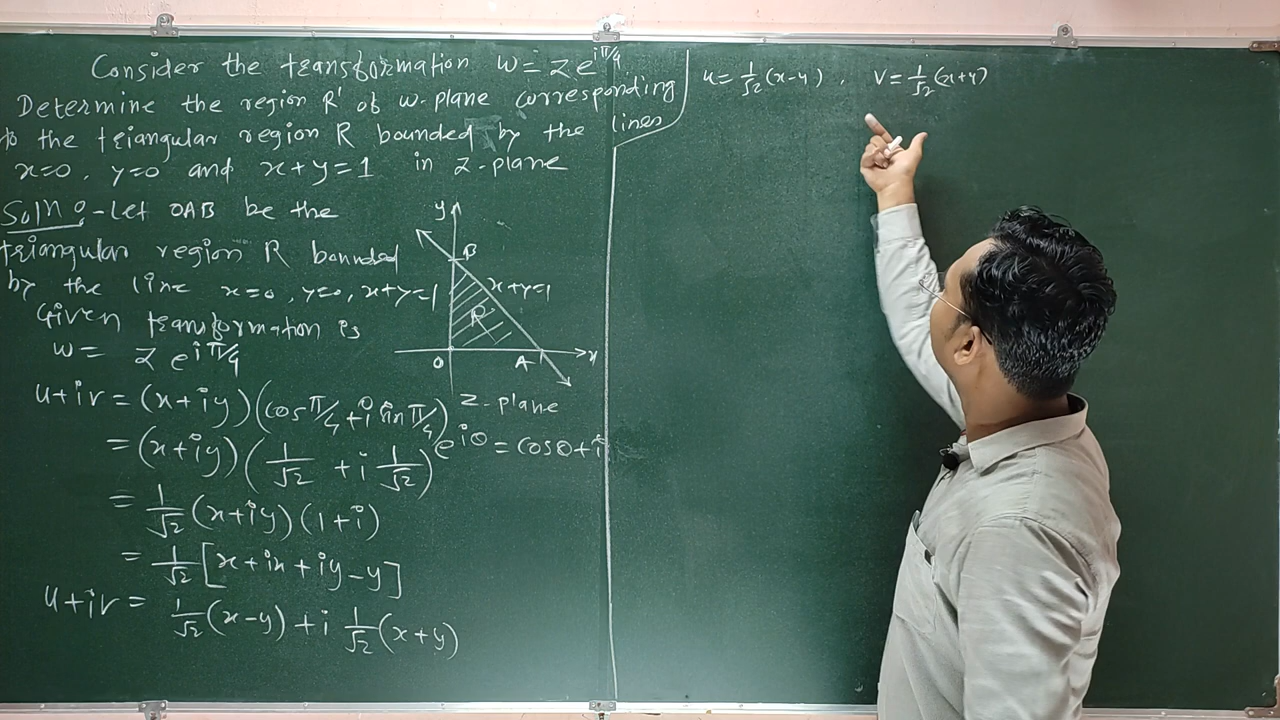 Consider the transformation w = z e^{iπ/4}
Determine the region R' of w-plane corresponding
to the triangular region R bounded by the lines
x=0, y=0 and x+y=1 in z-plane
Soln:- Let OAB be the
triangular region R bounded
by the line x=0, y=0, x+y=1
Given transformation is
w = z e^{iπ/4}
u+iv = (x+iy)(cos π/4 + i sin π/4)
= (x+iy)(1/√2 + i 1/√2)
= 1/√2 (x+iy)(1+i)
= 1/√2 [x+ix+iy-y]
u+iv = 1/√2 (x-y) + i 1/√2 (x+y)
y
B
x+y=1
R
O
A
x
z-plane
e^{iθ} = cosθ + i
u = 1/√2 (x-y), v = 1/√2 (x+y)